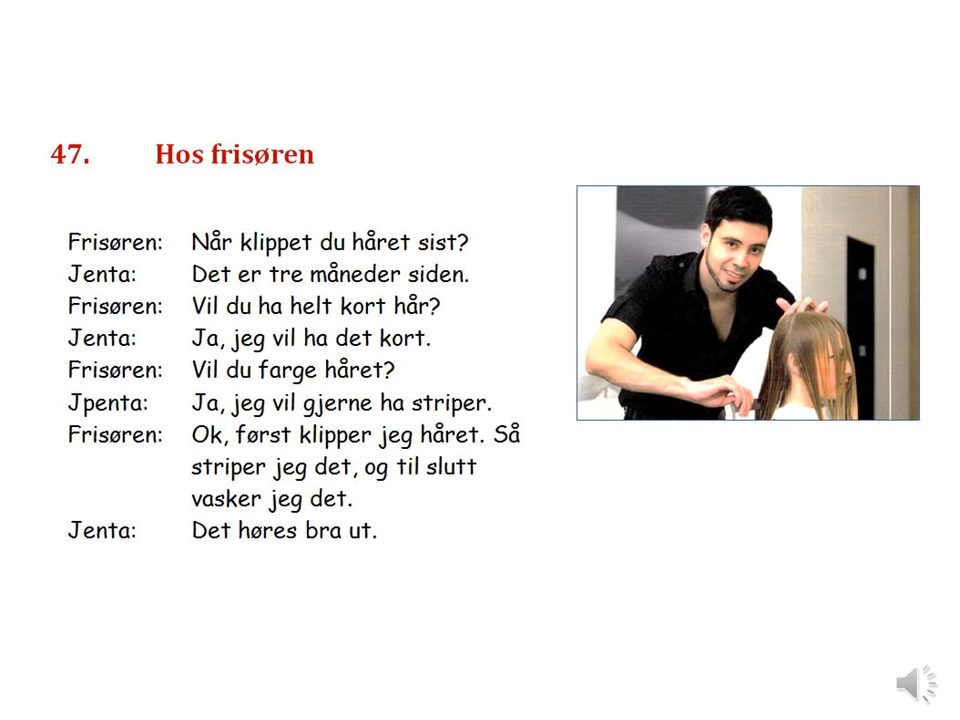 47. Hos frisøren
Frisøren: Når klippet du håret sist?
Jenta: Det er tre måneder siden.
Frisøren: Vil du ha helt kort hår?
Jenta: Ja, jeg vil ha det kort.
Frisøren: Vil du farge håret?
Jpenta: Ja, jeg vil gjerne ha striper.
Frisøren: Ok, først klipper jeg håret. Så
striper jeg det, og til slutt
vasker jeg det.
Jenta: Det høres bra ut.